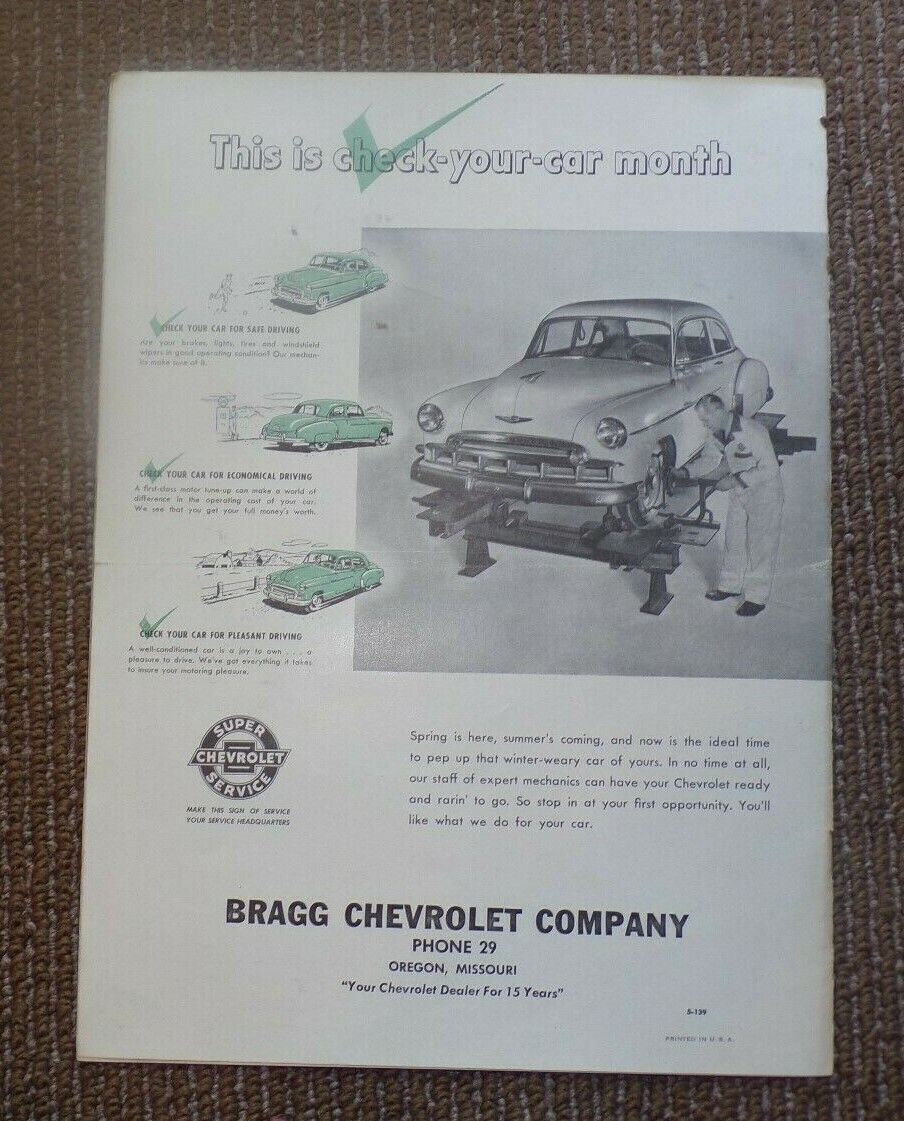 This is check-your-car month
CHECK YOUR CAR FOR SAFE DRIVING
Are your brakes, lights, tires and windshield
wipers in good operating condition? Our mechan-
ics make sure of it.
CHECK YOUR CAR FOR ECONOMICAL DRIVING
A first-class motor tune-up can make a world of
difference in the operating cost of your car.
We see that you get your full money's worth.
CHECK YOUR CAR FOR PLEASANT DRIVING
A well-conditioned car is a joy to own . . . a
pleasure to drive. We've got everything it takes
to insure your motoring pleasure.
SUPER
CHEVROLET
SERVICE
MAKE THIS SIGN OF SERVICE
YOUR SERVICE HEADQUARTERS
Spring is here, summer's coming, and now is the ideal time
to pep up that winter-weary car of yours. In no time at all,
our staff of expert mechanics can have your Chevrolet ready
and rarin' to go. So stop in at your first opportunity. You'll
like what we do for your car.
BRAGG CHEVROLET COMPANY
PHONE 29
OREGON, MISSOURI
"Your Chevrolet Dealer For 15 Years"
5-139
PRINTED IN U. S. A.